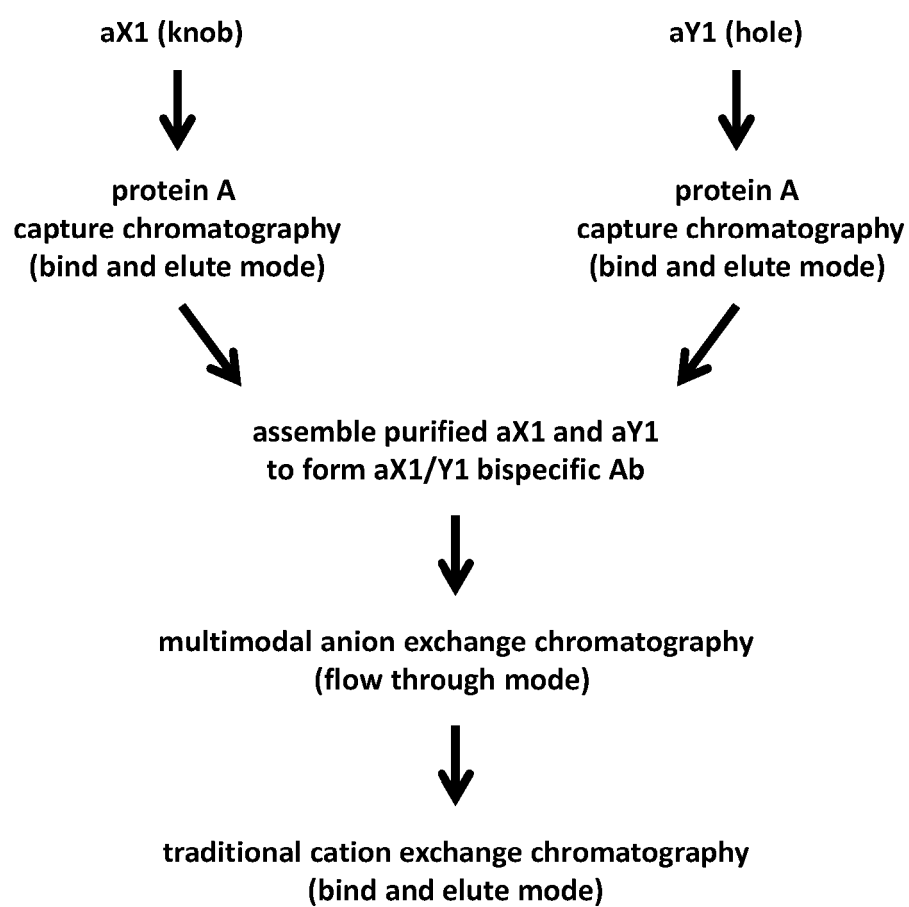 aX1 (knob)
aY1 (hole)
protein A
capture chromatography
(bind and elute mode)
protein A
capture chromatography
(bind and elute mode)
assemble purified aX1 and aY1
to form aX1/Y1 bispecific Ab
multimodal anion exchange chromatography
(flow through mode)
traditional cation exchange chromatography
(bind and elute mode)